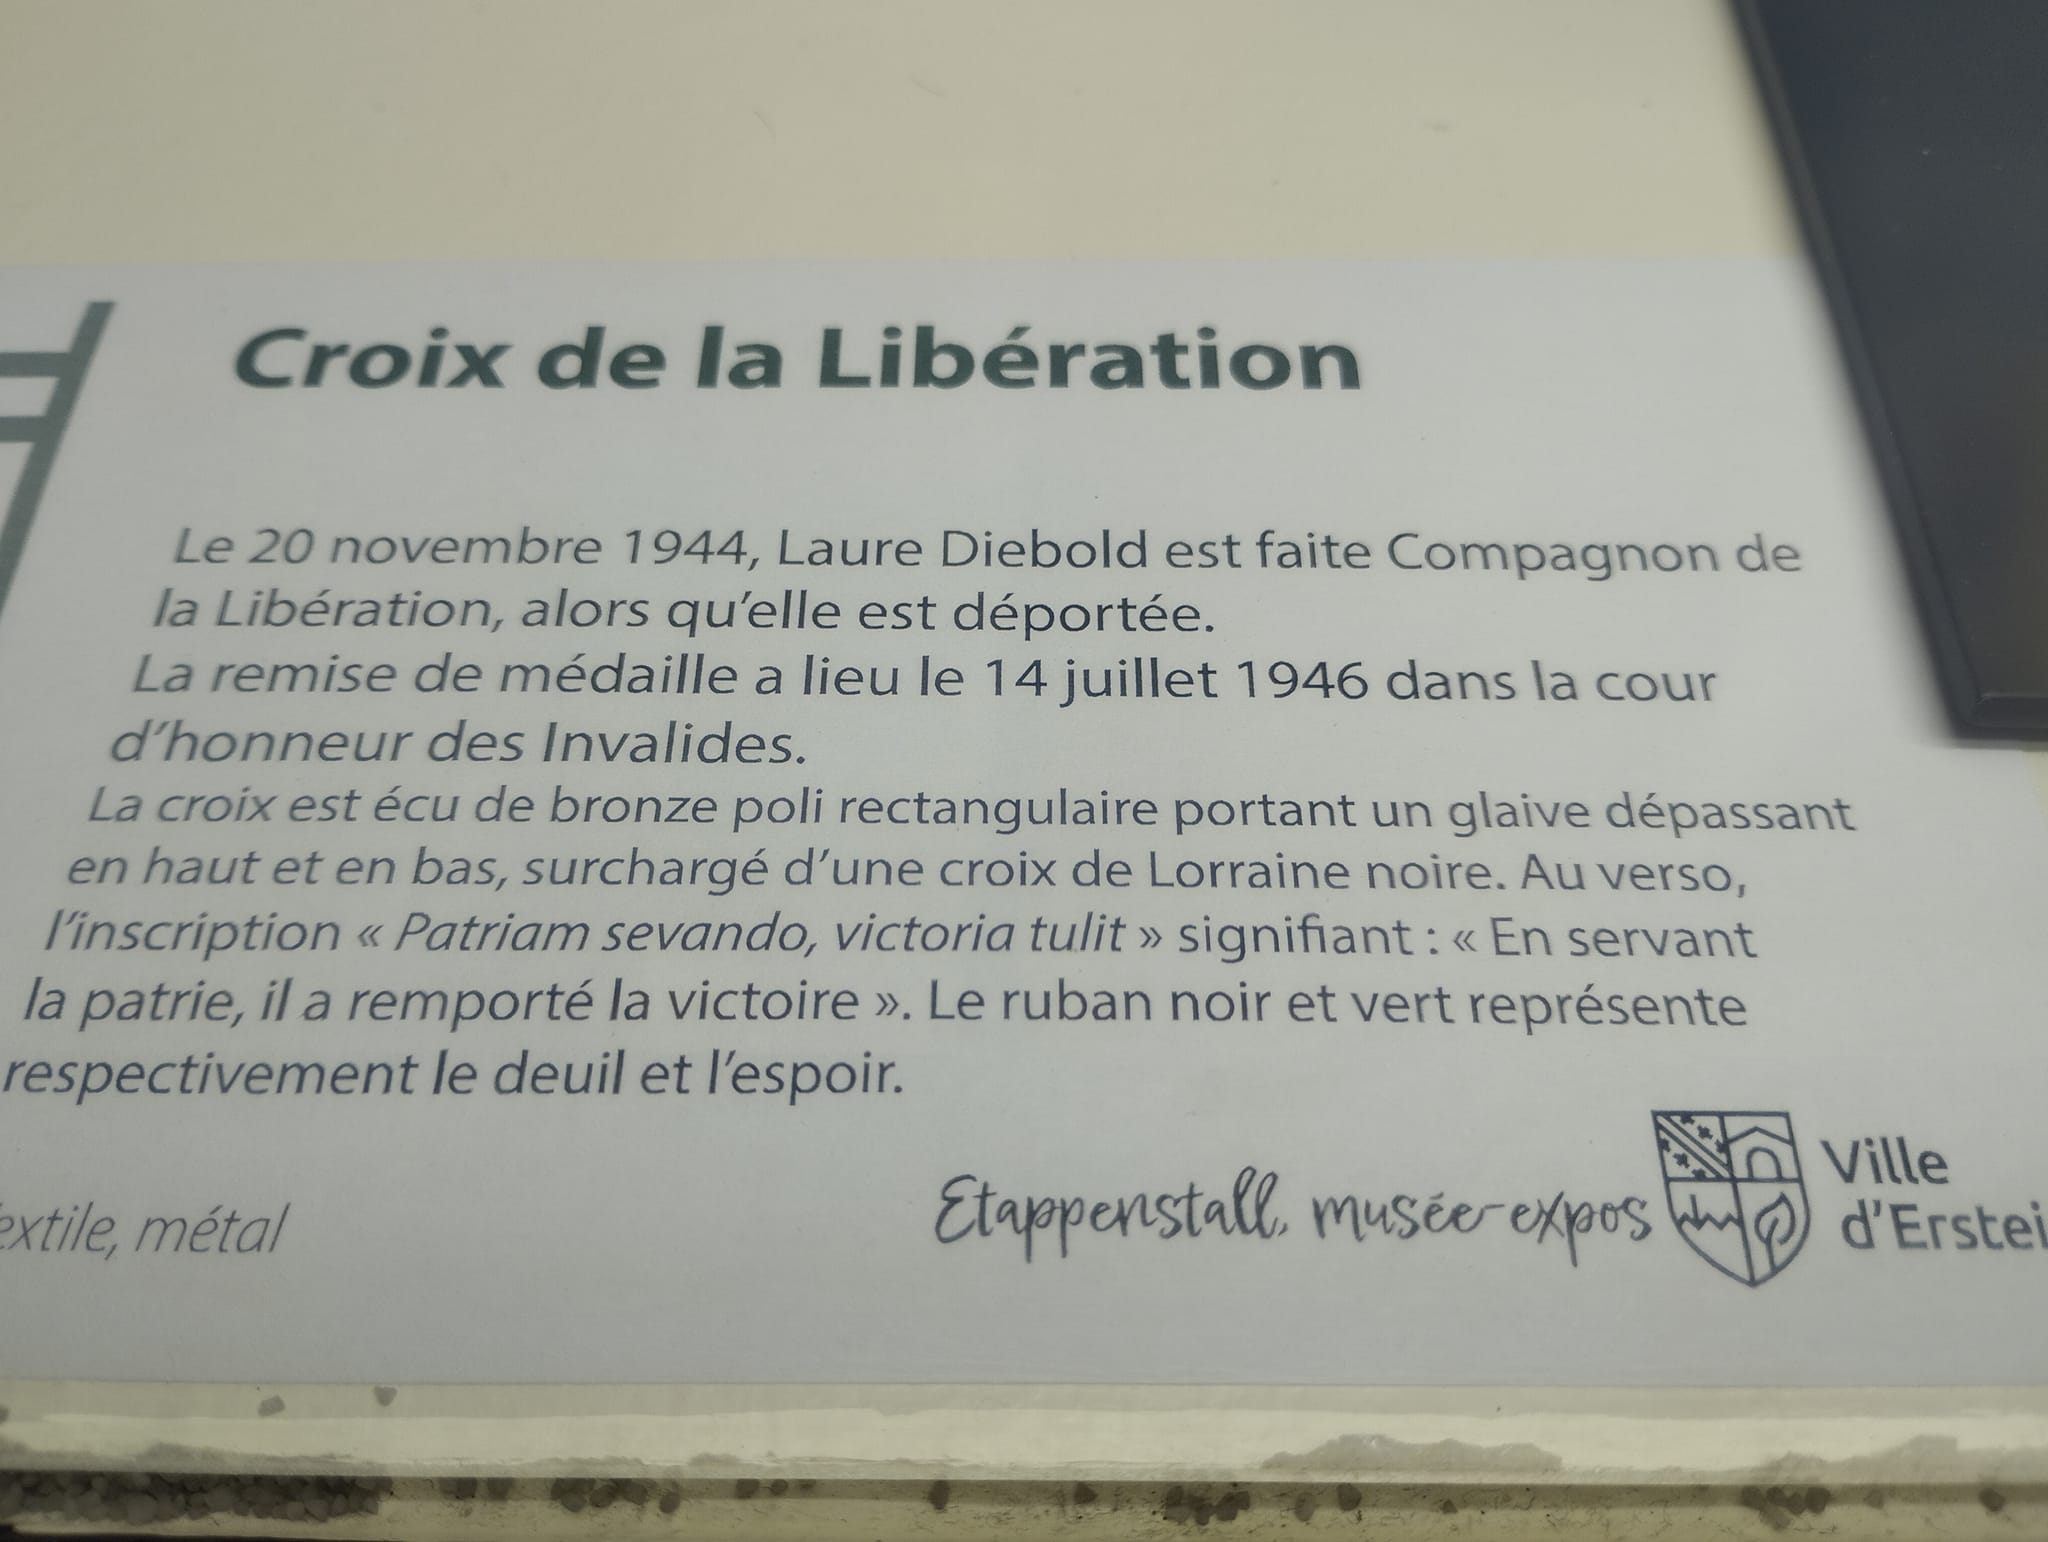 Croix de la Libération
Le 20 novembre 1944, Laure Diebold est faite Compagnon de
la Libération, alors qu'elle est déportée.
La remise de médaille a lieu le 14 juillet 1946 dans la cour
d'honneur des Invalides.
La croix est écu de bronze poli rectangulaire portant un glaive dépassant
en haut et en bas, surchargé d'une croix de Lorraine noire. Au verso,
l'inscription « Patriam sevando, victoria tulit » signifiant : « En servant
la patrie, il a remporté la victoire ». Le ruban noir et vert représente
respectivement le deuil et l'espoir.
extile, métal
Etappenstall, musée-expos
Ville
d'Erstei